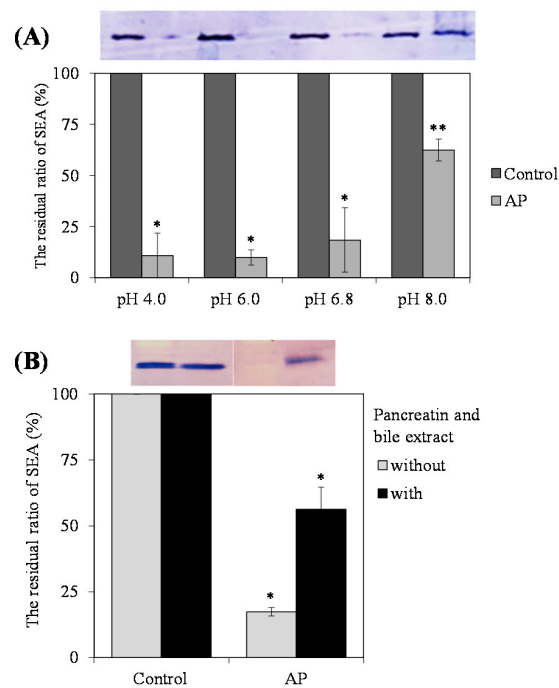 (A)
The residual ratio of SEA (%)
100
75
50
25
0
*
*
*
**
pH 4.0
pH 6.0
pH 6.8
pH 8.0
Control
AP
(B)
The residual ratio of SEA (%)
100
75
50
25
0
*
*
Control
AP
Pancreatin and
bile extract
without
with